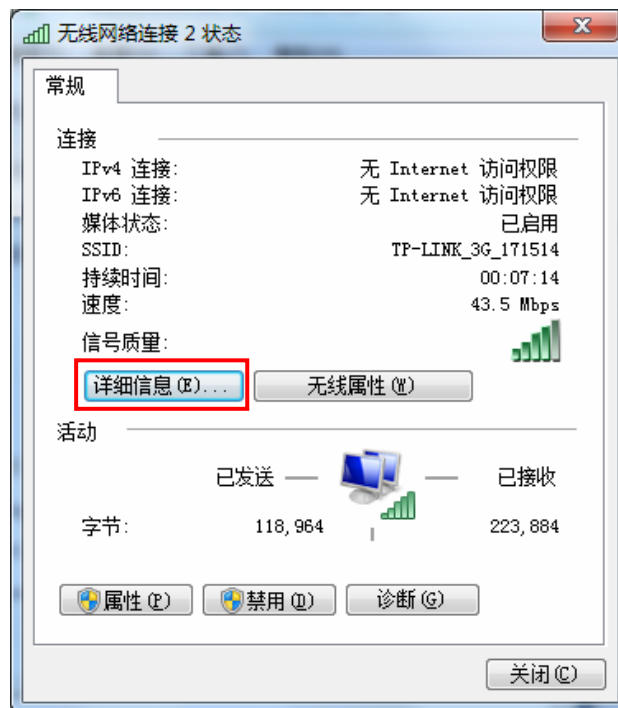 无线网络连接 2 状态
常规
连接
IPv4 连接: 无 Internet 访问权限
IPv6 连接: 无 Internet 访问权限
媒体状态: 已启用
SSID: TP-LINK_3G_171514
持续时间: 00:07:14
速度: 43.5 Mbps
信号质量:
详细信息(E)... 无线属性(W)
活动
已发送 — — 已接收
字节: 118,964 223,884
属性(P) 禁用(D) 诊断(G)
关闭(C)